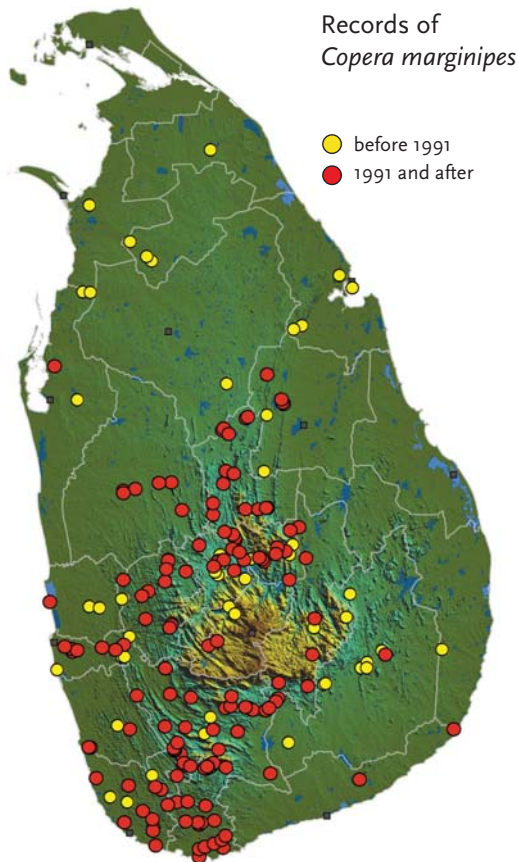 Records of
Copera marginipes
before 1991
1991 and after